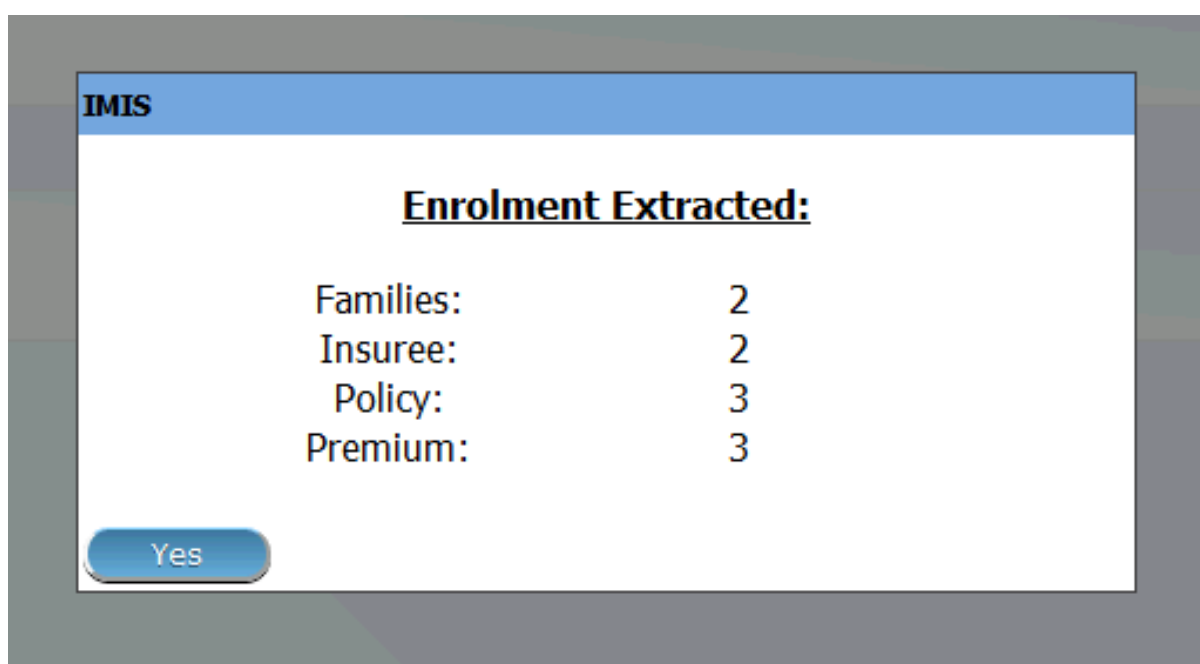 IMIS
Enrolment Extracted:
Families: 2
Insuree: 2
Policy: 3
Premium: 3
Yes